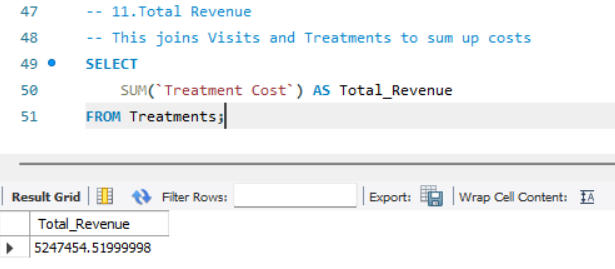 47 -- 11.Total Revenue
48 -- This joins Visits and Treatments to sum up costs
49 SELECT
50 SUM(`Treatment Cost`) AS Total_Revenue
51 FROM Treatments;
Result Grid Filter Rows: Export: Wrap Cell Content:
Total_Revenue
5247454.51999998